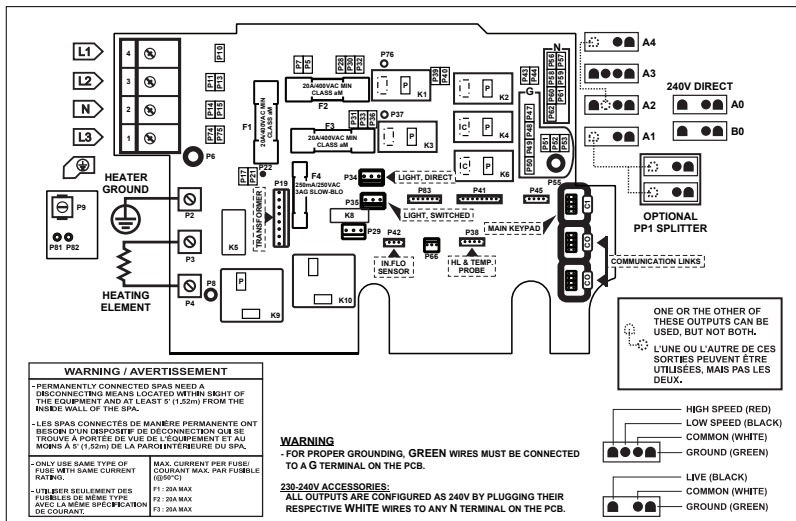 L1
L2
N
L3
4
3
2
1
P10
P11
P13
P14
P15
P74
P75
P6
P17
P21
P22
F1
20A/400VAC MIN
CLASS aM
P7
P5
P28
P30
P32
20A/400VAC MIN
CLASS aM
F2
P31
P33
P36
F3
20A/400VAC MIN
CLASS aM
P76
P
K1
P39
P40
P37
P
K3
P
K2
C
K4
C
K6
P43
P44
N
P56
P57
P58
P59
P60
P61
P62
G
P47
P48
P49
P50
P51
P52
P53
P55
A4
A3
A2
A1
240V DIRECT
A0
B0
OPTIONAL
PP1 SPLITTER
HEATER
GROUND
P9
P81 P82
HEATING
ELEMENT
P2
P3
P4
P8
K5
P
K9
K10
TRANSFORMER
P19
F4
250mA/250VAC
3AG SLOW-BLO
P34
LIGHT, DIRECT
P35
LIGHT, SWITCHED
K8
P29
P83
P41
P45
MAIN KEYPAD
C1
CO
CO
COMMUNICATION LINKS
P42
IN.FLO
SENSOR
P66
P38
HL & TEMP.
PROBE
ONE OR THE OTHER OF
THESE OUTPUTS CAN BE
USED, BUT NOT BOTH.
L'UNE OU L'AUTRE DE CES
SORTIES PEUVENT ÊTRE
UTILISÉES, MAIS PAS LES
DEUX.
WARNING / AVERTISSEMENT
- PERMANENTLY CONNECTED SPAS NEED A
DISCONNECTING MEANS LOCATED WITHIN SIGHT OF
THE EQUIPMENT AND AT LEAST 5' (1,52m) FROM THE
INSIDE WALL OF THE SPA.
- LES SPAS CONNECTÉS DE MANIÈRE PERMANENTE ONT
BESOIN D'UN DISPOSITIF DE DÉCONNECTION QUI SE
TROUVE À PORTÉE DE VUE DE L'ÉQUIPEMENT ET AU
MOINS À 5' (1,52m) DE LA PAROI INTÉRIEURE DU SPA.
- ONLY USE SAME TYPE OF
FUSE WITH SAME CURRENT
RATING.
- UTILISER SEULEMENT DES
FUSIBLES DE MÊME TYPE
AVEC LA MÊME SPÉCIFICATION
DE COURANT.
MAX. CURRENT PER FUSE/
COURANT MAX. PAR FUSIBLE
(@50°C)
F1 : 20A MAX
F2 : 20A MAX
F3 : 20A MAX
WARNING
- FOR PROPER GROUNDING, GREEN WIRES MUST BE CONNECTED
TO A G TERMINAL ON THE PCB.
230-240V ACCESSORIES:
ALL OUTPUTS ARE CONFIGURED AS 240V BY PLUGGING THEIR
RESPECTIVE WHITE WIRES TO ANY N TERMINAL ON THE PCB.
HIGH SPEED (RED)
LOW SPEED (BLACK)
COMMON (WHITE)
GROUND (GREEN)
LIVE (BLACK)
COMMON (WHITE)
GROUND (GREEN)